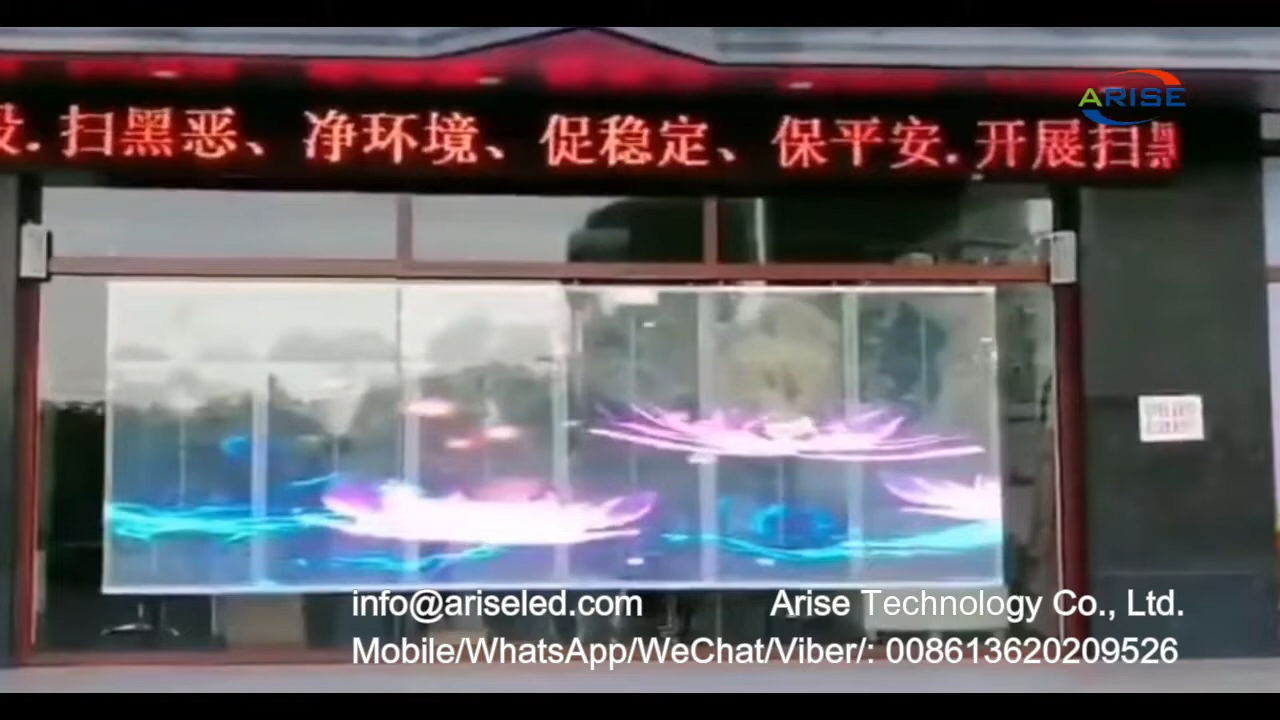 ARISE
.扫黑恶、净环境、促稳定、保平安.开展扫黑
info@ariseled.com Arise Technology Co., Ltd.
Mobile/WhatsApp/WeChat/Viber/: 008613620209526